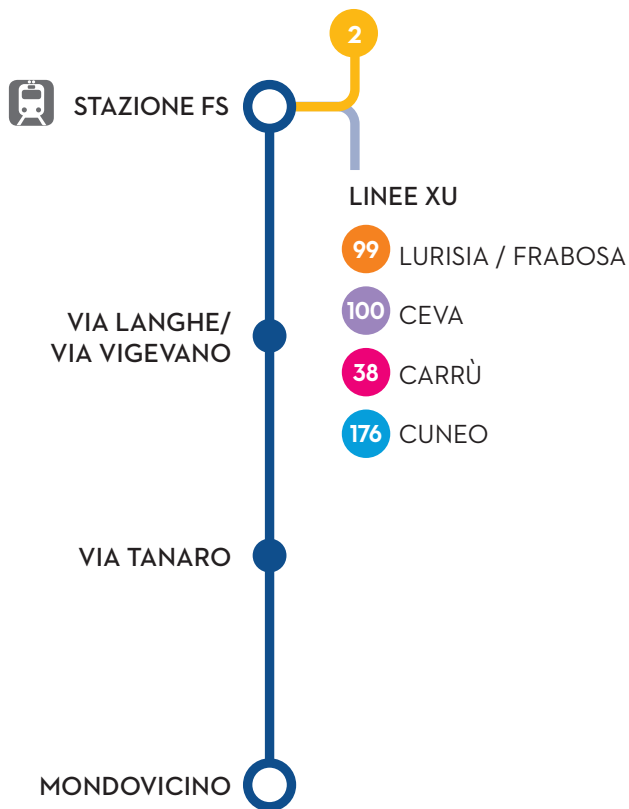 2
STAZIONE FS
LINEE XU
99 LURISIA / FRABOSA
100 CEVA
VIA LANGHE/
VIA VIGEVANO
38 CARRÙ
176 CUNEO
VIA TANARO
MONDOVICINO